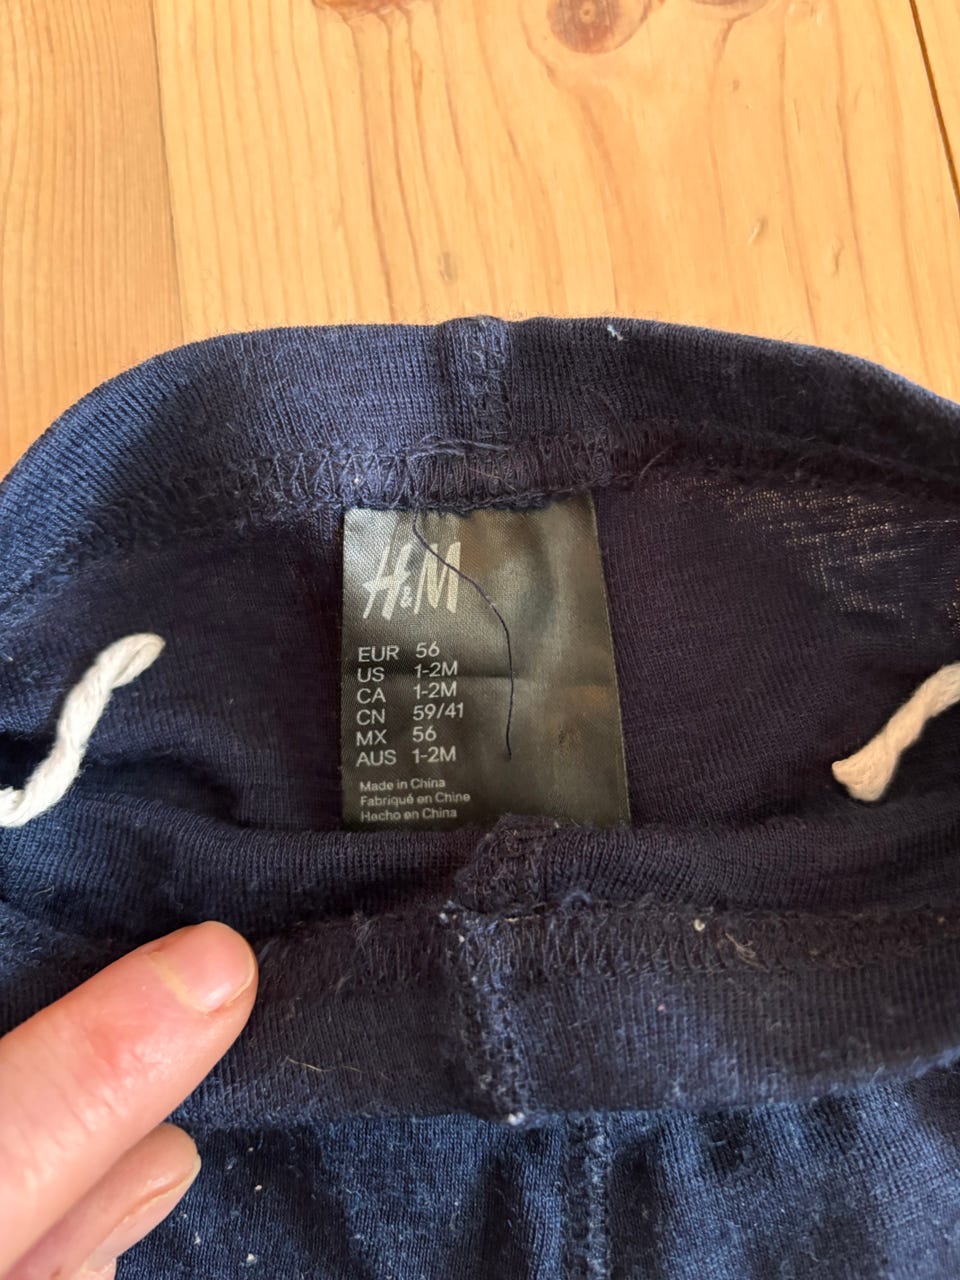 H&M
EUR 56
US 1-2M
CA 1-2M
CN 59/41
MX 56
AUS 1-2M
Made in China
Fabriqué en Chine
Hecho en China